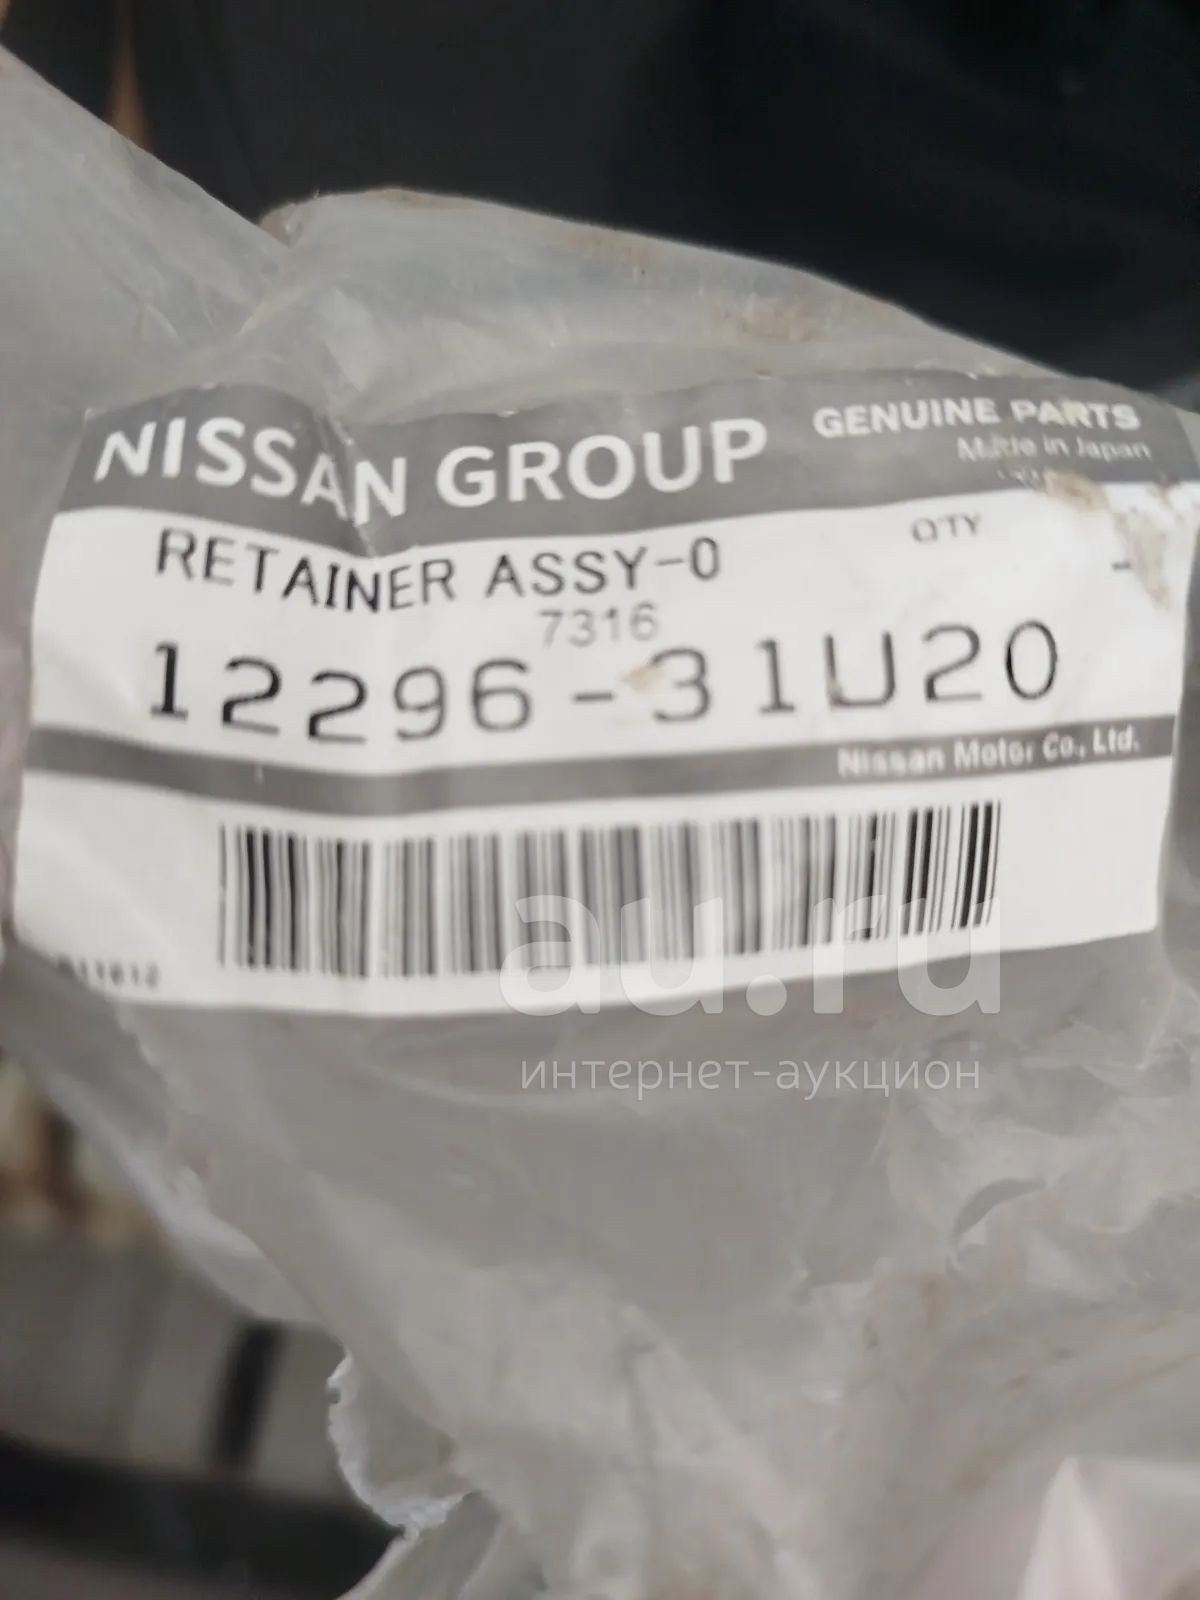 NISSAN GROUP
GENUINE PARTS
Made in Japan
RETAINER ASSY-O
QTY
7316
12296-31U20
Nissan Motor Co., Ltd.
au.ru
интернет-аукцион